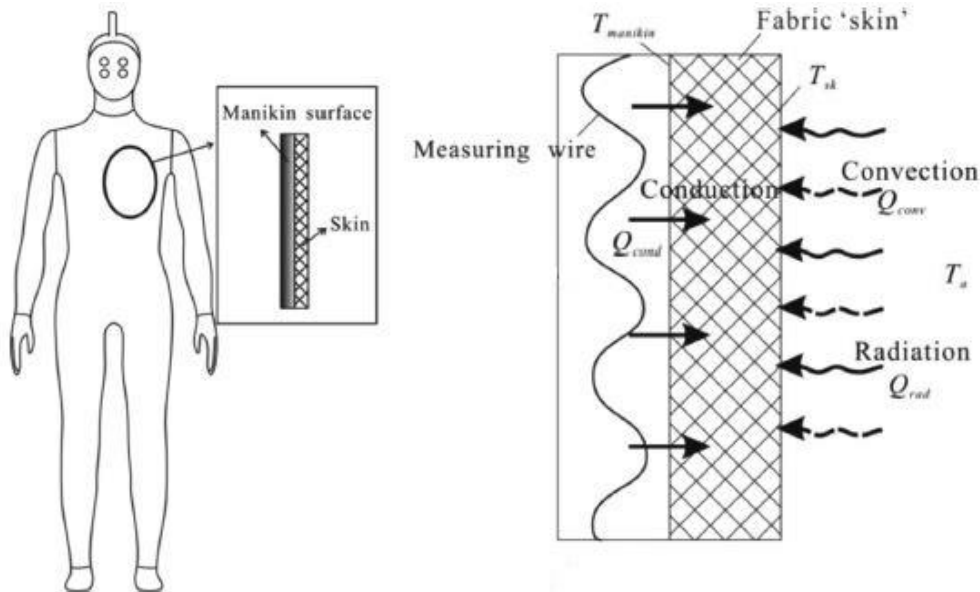 Manikin surface
Skin
T_manikin
Fabric 'skin'
T_sk
Measuring wire
Convection
Q_conv
Conduction
Q_cond
T_a
Radiation
Q_rad